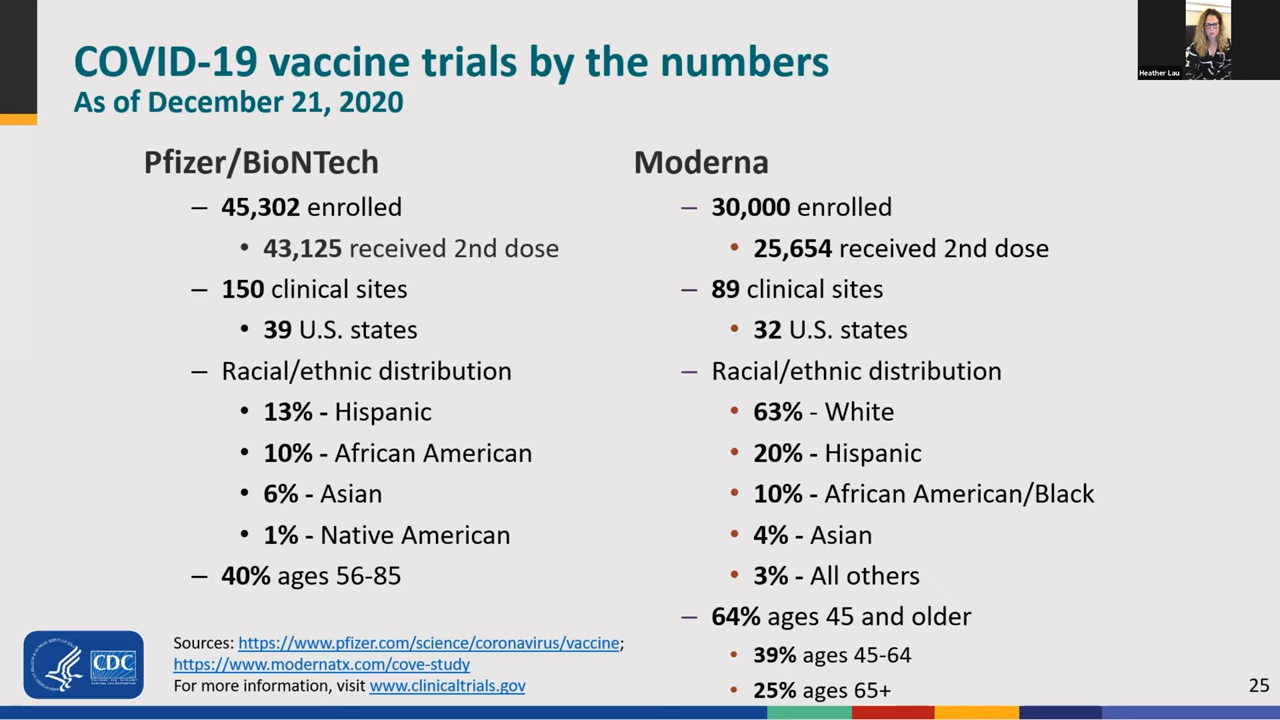 COVID-19 vaccine trials by the numbers
As of December 21, 2020
Heather Lau
Pfizer/BioNTech
– 45,302 enrolled
• 43,125 received 2nd dose
– 150 clinical sites
• 39 U.S. states
– Racial/ethnic distribution
• 13% - Hispanic
• 10% - African American
• 6% - Asian
• 1% - Native American
– 40% ages 56-85
Moderna
– 30,000 enrolled
• 25,654 received 2nd dose
– 89 clinical sites
• 32 U.S. states
– Racial/ethnic distribution
• 63% - White
• 20% - Hispanic
• 10% - African American/Black
• 4% - Asian
• 3% - All others
– 64% ages 45 and older
• 39% ages 45-64
• 25% ages 65+
CDC
Sources: https://www.pfizer.com/science/coronavirus/vaccine;
https://www.modernatx.com/cove-study
For more information, visit www.clinicaltrials.gov
25